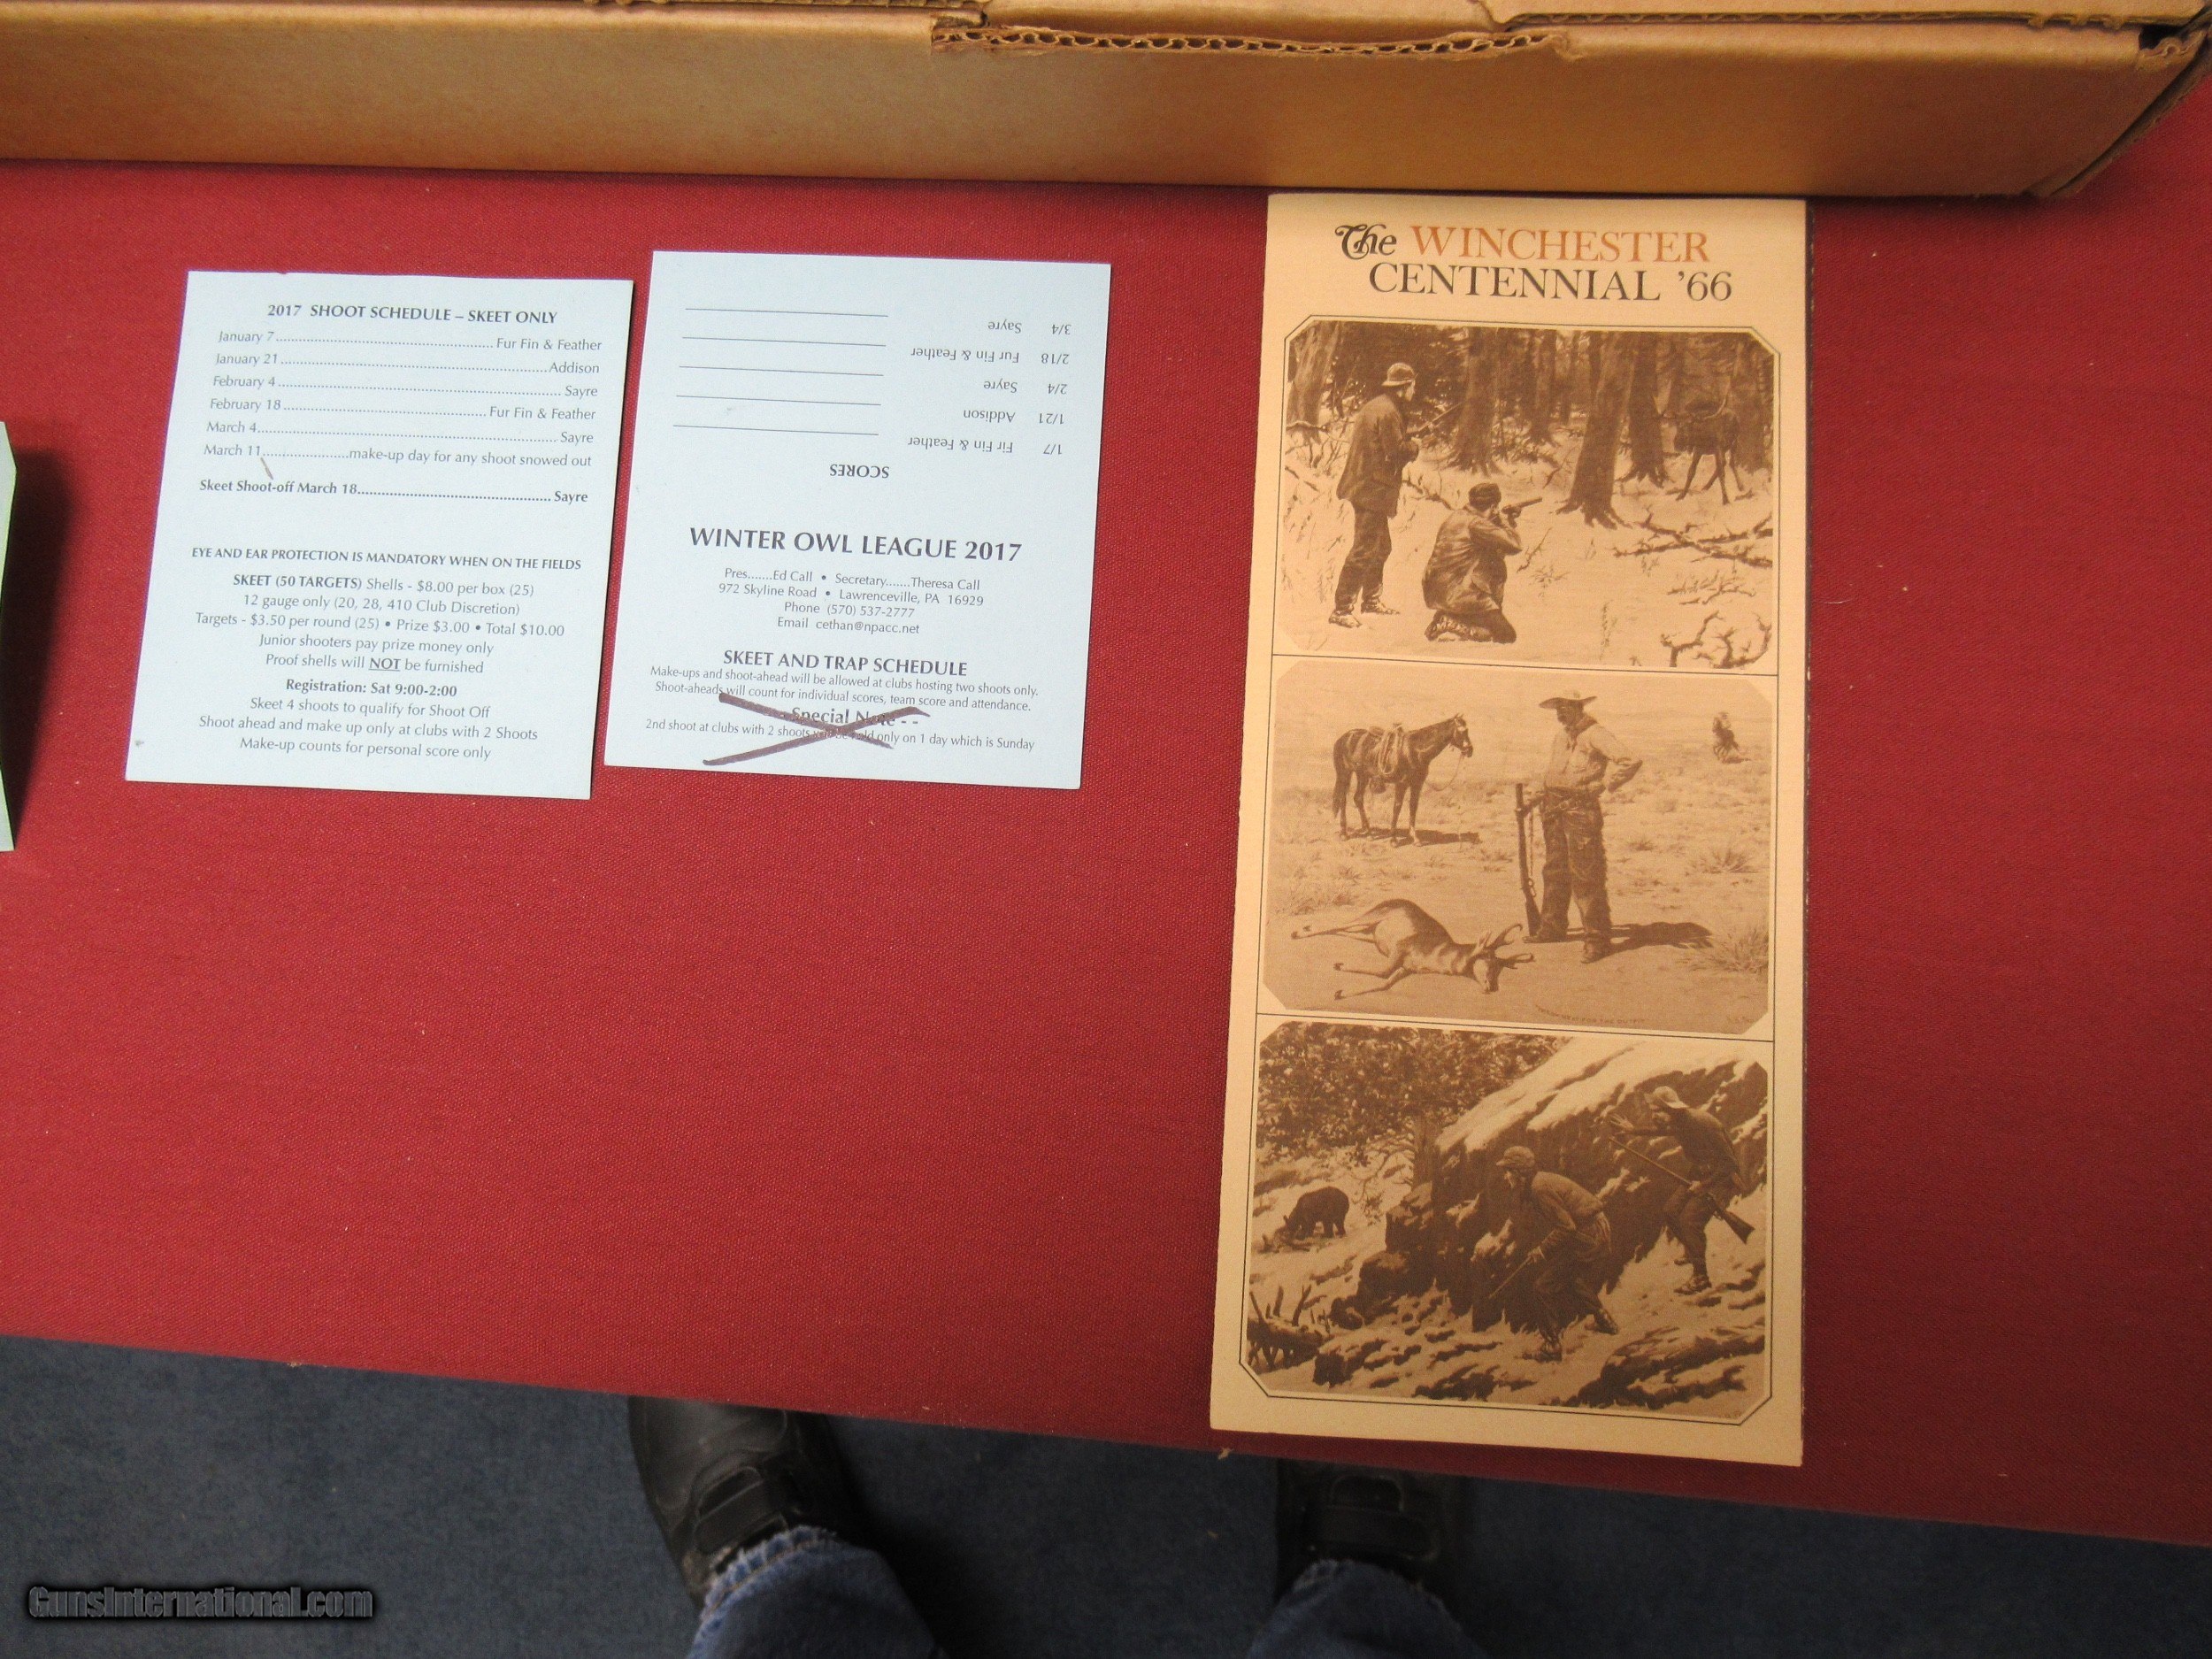 2017 SHOOT SCHEDULE – SKEET ONLY
January 7........................................................Fur Fin & Feather
January 21......................................................................Addison
February 4..........................................................................Sayre
February 18.....................................................Fur Fin & Feather
March 4..............................................................................Sayre
March 11......................make-up day for any shoot snowed out
Skeet Shoot-off March 18..................................................Sayre
EYE AND EAR PROTECTION IS MANDATORY WHEN ON THE FIELDS
SKEET (50 TARGETS) Shells - $8.00 per box (25)
12 gauge only (20, 28, 410 Club Discretion)
Targets - $3.50 per round (25) • Prize $3.00 • Total $10.00
Junior shooters pay prize money only
Proof shells will NOT be furnished
Registration: Sat 9:00-2:00
Skeet 4 shoots to qualify for Shoot Off
Shoot ahead and make up only at clubs with 2 Shoots
Make-up counts for personal score only
SCORES
1/7 Fir Fin & Feather
1/21 Addison
2/4 Sayre
2/18 Fur Fin & Feather
3/4 Sayre
WINTER OWL LEAGUE 2017
Pres.......Ed Call • Secretary.......Theresa Call
972 Skyline Road • Lawrenceville, PA 16929
Phone (570) 537-2777
Email cethan@npacc.net
SKEET AND TRAP SCHEDULE
Make-ups and shoot-ahead will be allowed at clubs hosting two shoots only.
Shoot-aheads will count for individual scores, team score and attendance.
- - Special Note - -
2nd shoot at clubs with 2 shoots will be held only on 1 day which is Sunday
The WINCHESTER
CENTENNIAL '66
GunsInternational.com